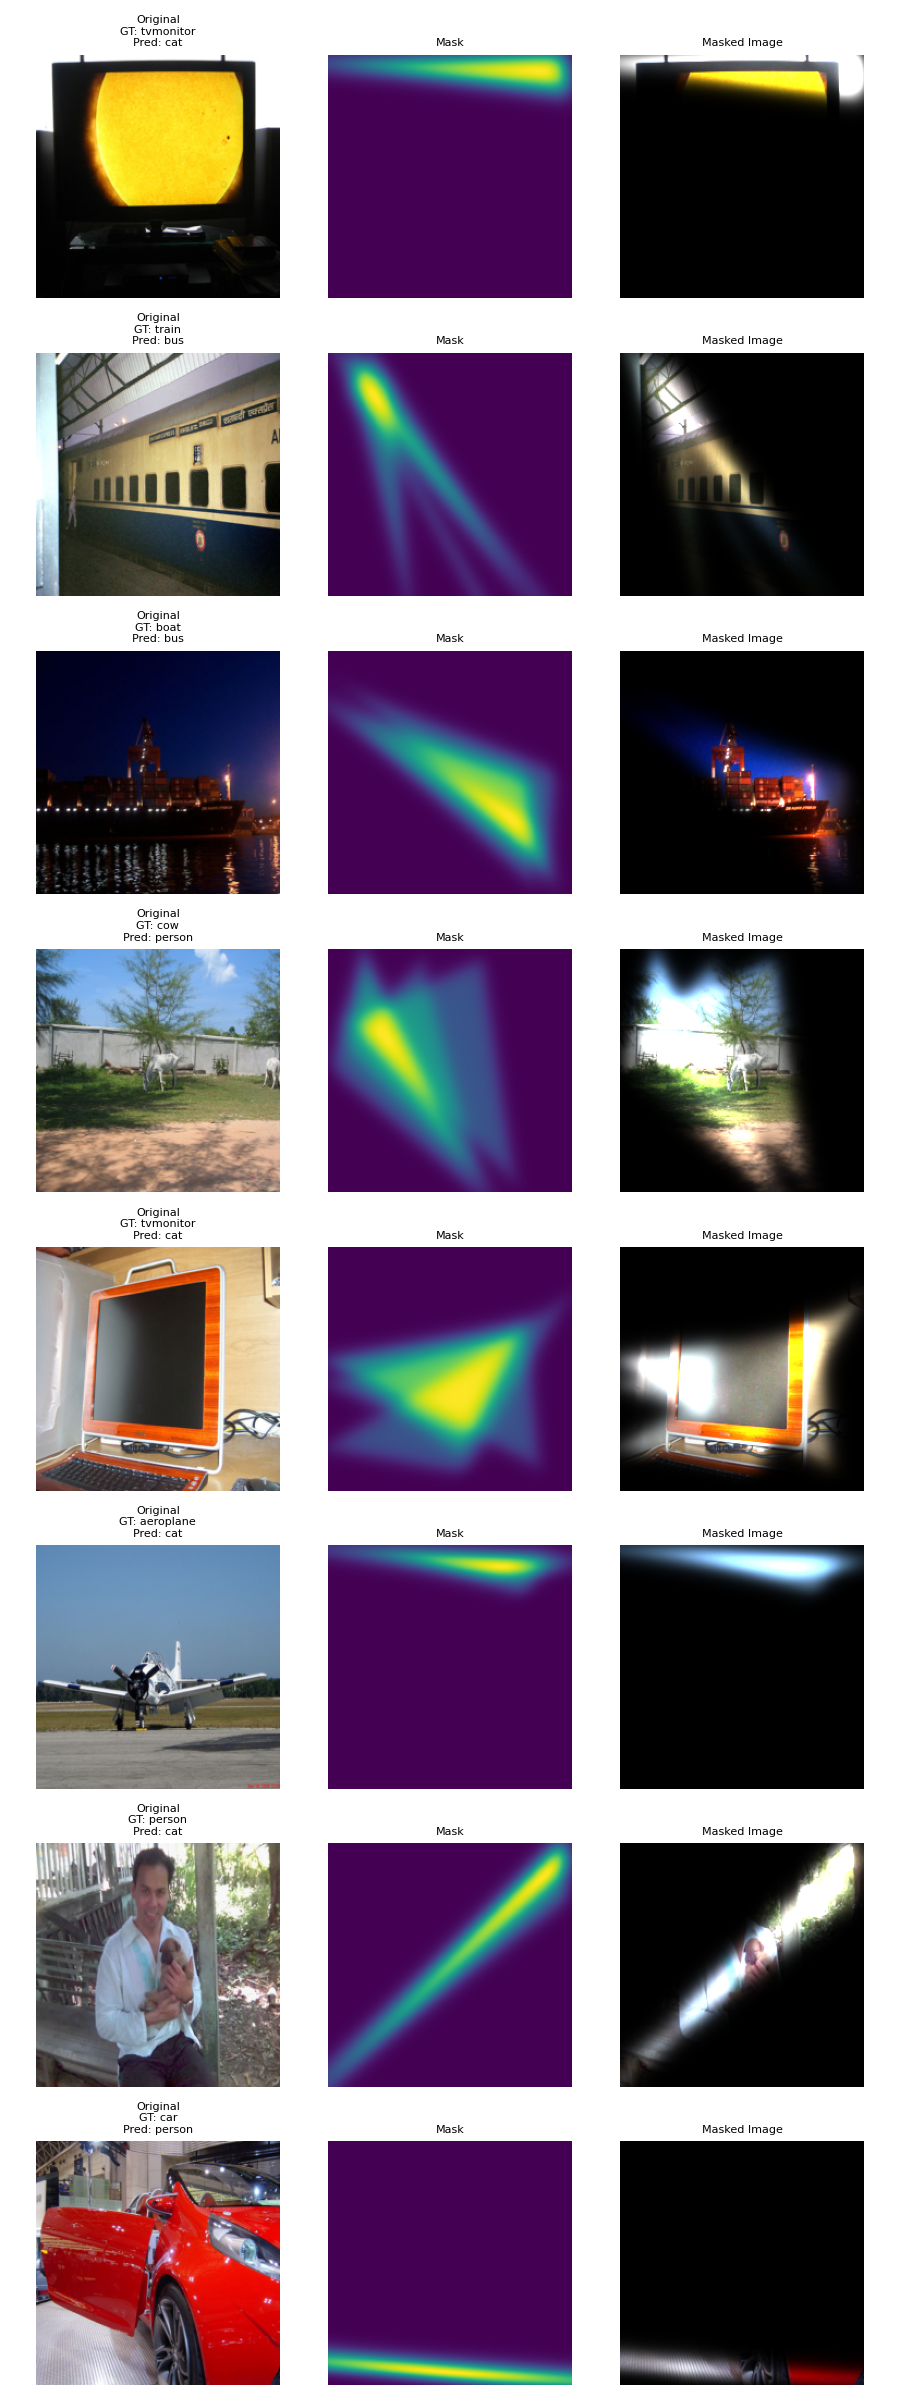 Original
GT: tvmonitor
Pred: cat
Mask
Masked Image
Original
GT: train
Pred: bus
Mask
Masked Image
Original
GT: boat
Pred: bus
Mask
Masked Image
Original
GT: cow
Pred: person
Mask
Masked Image
Original
GT: tvmonitor
Pred: cat
Mask
Masked Image
Original
GT: aeroplane
Pred: cat
Mask
Masked Image
Original
GT: person
Pred: cat
Mask
Masked Image
Original
GT: car
Pred: person
Mask
Masked Image